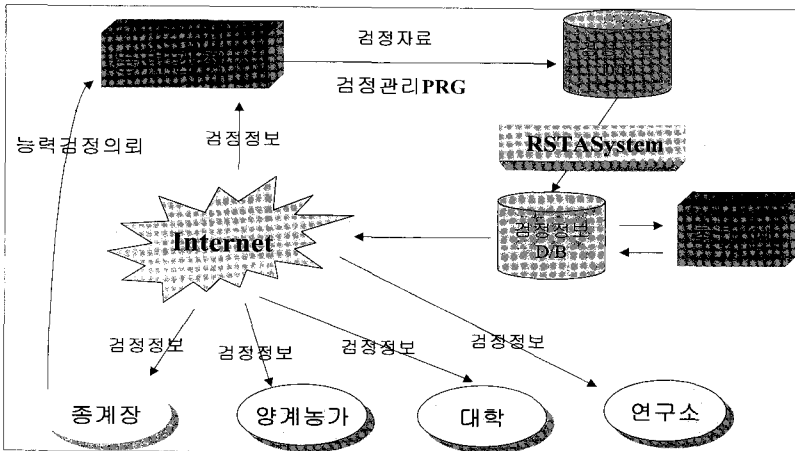 검정자료
검정관리PRG
D/B
능력검정의뢰
검정정보
RSTASystem
Internet
검정정보
D/B
검정정보
검정정보
검정정보
검정정보
종계장
양계농가
대학
연구소